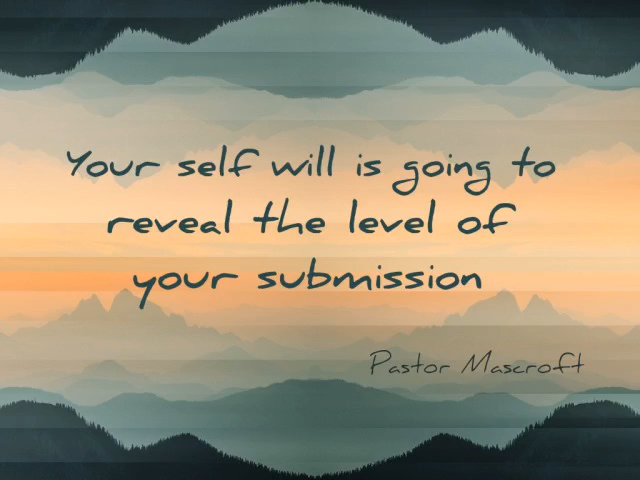 Your self will is going to
reveal the level of
your submission
Pastor Mascroft